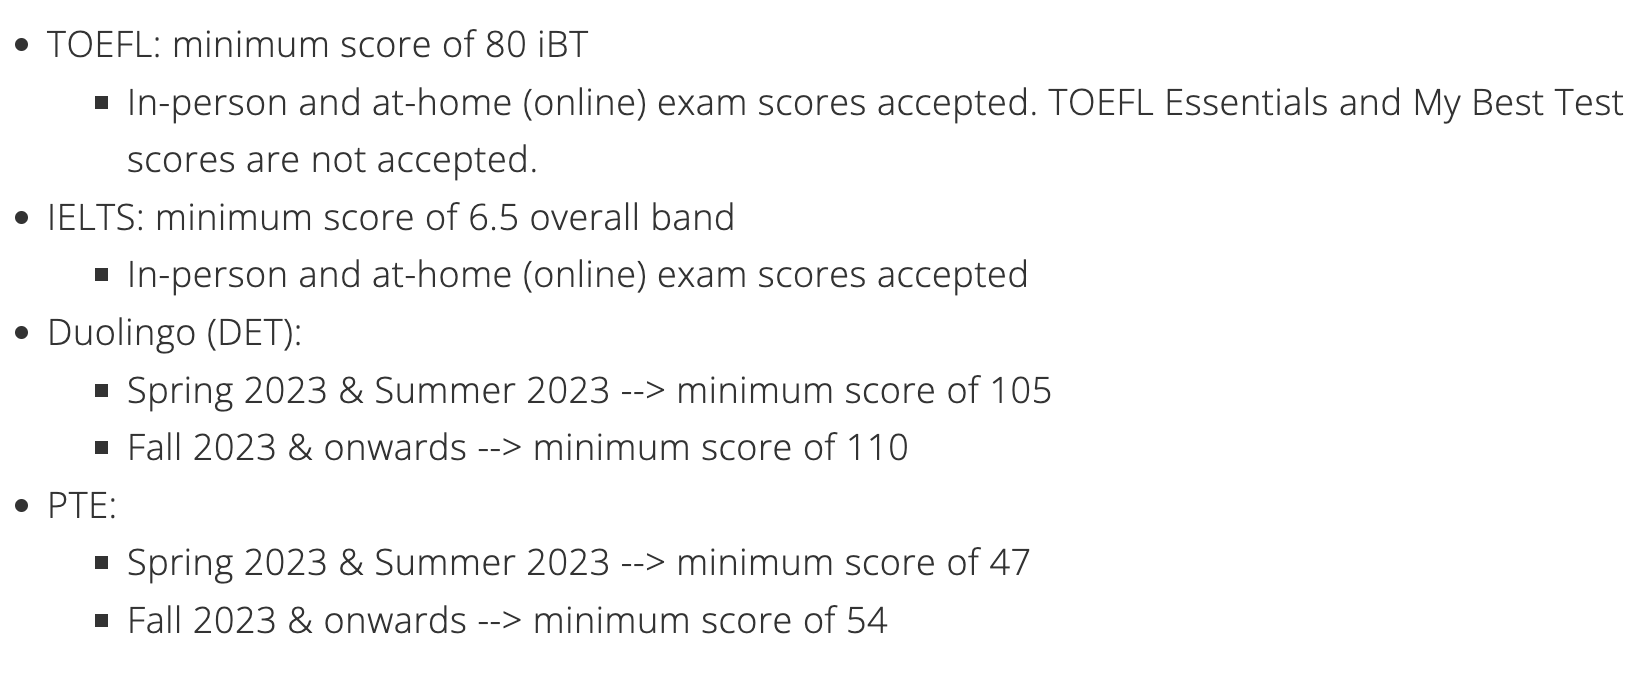 • TOEFL: minimum score of 80 iBT
▪ In-person and at-home (online) exam scores accepted. TOEFL Essentials and My Best Test
scores are not accepted.
• IELTS: minimum score of 6.5 overall band
▪ In-person and at-home (online) exam scores accepted
• Duolingo (DET):
▪ Spring 2023 & Summer 2023 --> minimum score of 105
▪ Fall 2023 & onwards --> minimum score of 110
• PTE:
▪ Spring 2023 & Summer 2023 --> minimum score of 47
▪ Fall 2023 & onwards --> minimum score of 54